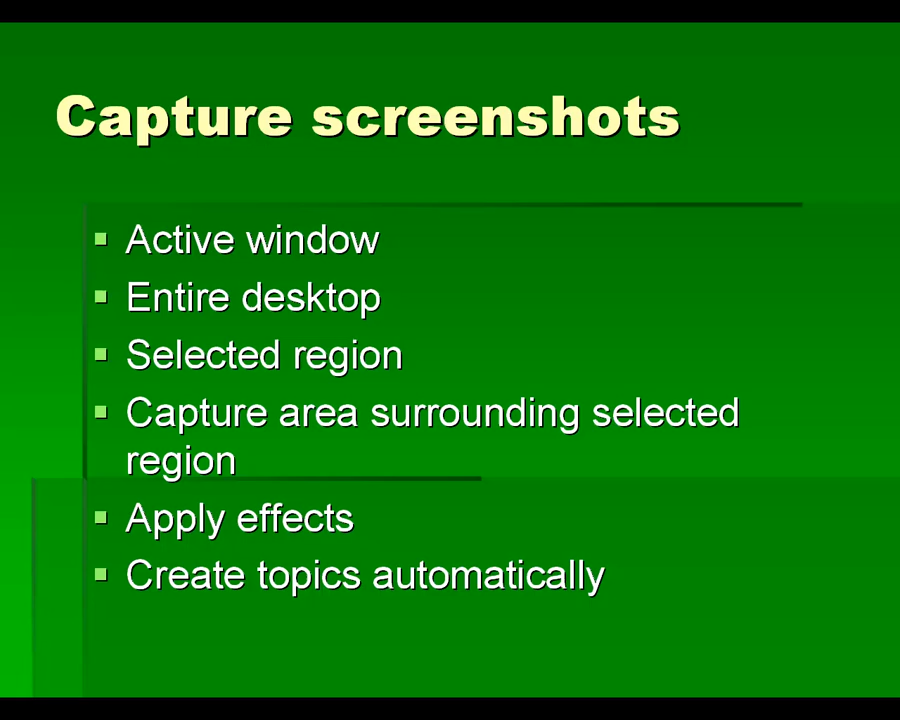 Capture screenshots
Active window
Entire desktop
Selected region
Capture area surrounding selected
region
Apply effects
Create topics automatically